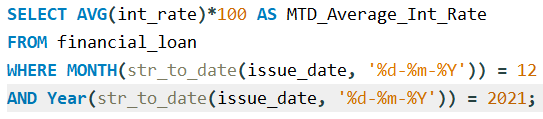 SELECT AVG(int_rate)*100 AS MTD_Average_Int_Rate
FROM financial_loan
WHERE MONTH(str_to_date(issue_date, '%d-%m-%Y')) = 12
AND Year(str_to_date(issue_date, '%d-%m-%Y')) = 2021;